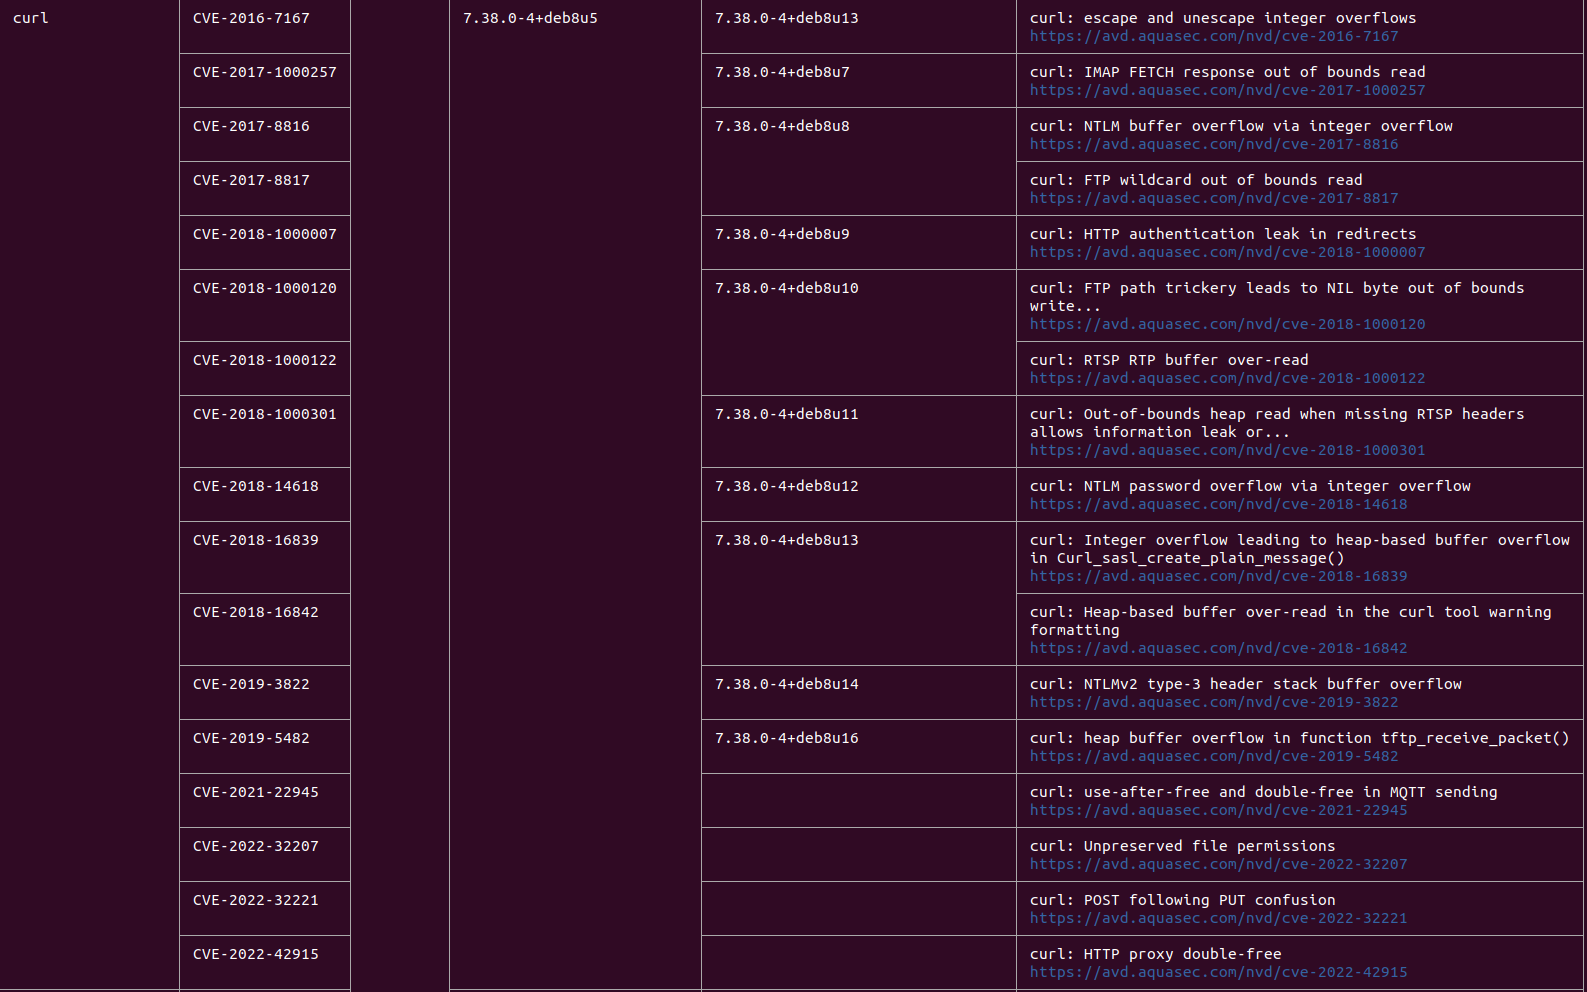 curl CVE-2016-7167 7.38.0-4+deb8u5 7.38.0-4+deb8u13 curl: escape and unescape integer overflows
https://avd.aquasec.com/nvd/cve-2016-7167
CVE-2017-1000257 7.38.0-4+deb8u7 curl: IMAP FETCH response out of bounds read
https://avd.aquasec.com/nvd/cve-2017-1000257
CVE-2017-8816 7.38.0-4+deb8u8 curl: NTLM buffer overflow via integer overflow
https://avd.aquasec.com/nvd/cve-2017-8816
CVE-2017-8817 curl: FTP wildcard out of bounds read
https://avd.aquasec.com/nvd/cve-2017-8817
CVE-2018-1000007 7.38.0-4+deb8u9 curl: HTTP authentication leak in redirects
https://avd.aquasec.com/nvd/cve-2018-1000007
CVE-2018-1000120 7.38.0-4+deb8u10 curl: FTP path trickery leads to NIL byte out of bounds
write...
https://avd.aquasec.com/nvd/cve-2018-1000120
CVE-2018-1000122 curl: RTSP RTP buffer over-read
https://avd.aquasec.com/nvd/cve-2018-1000122
CVE-2018-1000301 7.38.0-4+deb8u11 curl: Out-of-bounds heap read when missing RTSP headers
allows information leak or...
https://avd.aquasec.com/nvd/cve-2018-1000301
CVE-2018-14618 7.38.0-4+deb8u12 curl: NTLM password overflow via integer overflow
https://avd.aquasec.com/nvd/cve-2018-14618
CVE-2018-16839 7.38.0-4+deb8u13 curl: Integer overflow leading to heap-based buffer overflow
in Curl_sasl_create_plain_message()
https://avd.aquasec.com/nvd/cve-2018-16839
CVE-2018-16842 curl: Heap-based buffer over-read in the curl tool warning
formatting
https://avd.aquasec.com/nvd/cve-2018-16842
CVE-2019-3822 7.38.0-4+deb8u14 curl: NTLMv2 type-3 header stack buffer overflow
https://avd.aquasec.com/nvd/cve-2019-3822
CVE-2019-5482 7.38.0-4+deb8u16 curl: heap buffer overflow in function tftp_receive_packet()
https://avd.aquasec.com/nvd/cve-2019-5482
CVE-2021-22945 curl: use-after-free and double-free in MQTT sending
https://avd.aquasec.com/nvd/cve-2021-22945
CVE-2022-32207 curl: Unpreserved file permissions
https://avd.aquasec.com/nvd/cve-2022-32207
CVE-2022-32221 curl: POST following PUT confusion
https://avd.aquasec.com/nvd/cve-2022-32221
CVE-2022-42915 curl: HTTP proxy double-free
https://avd.aquasec.com/nvd/cve-2022-42915